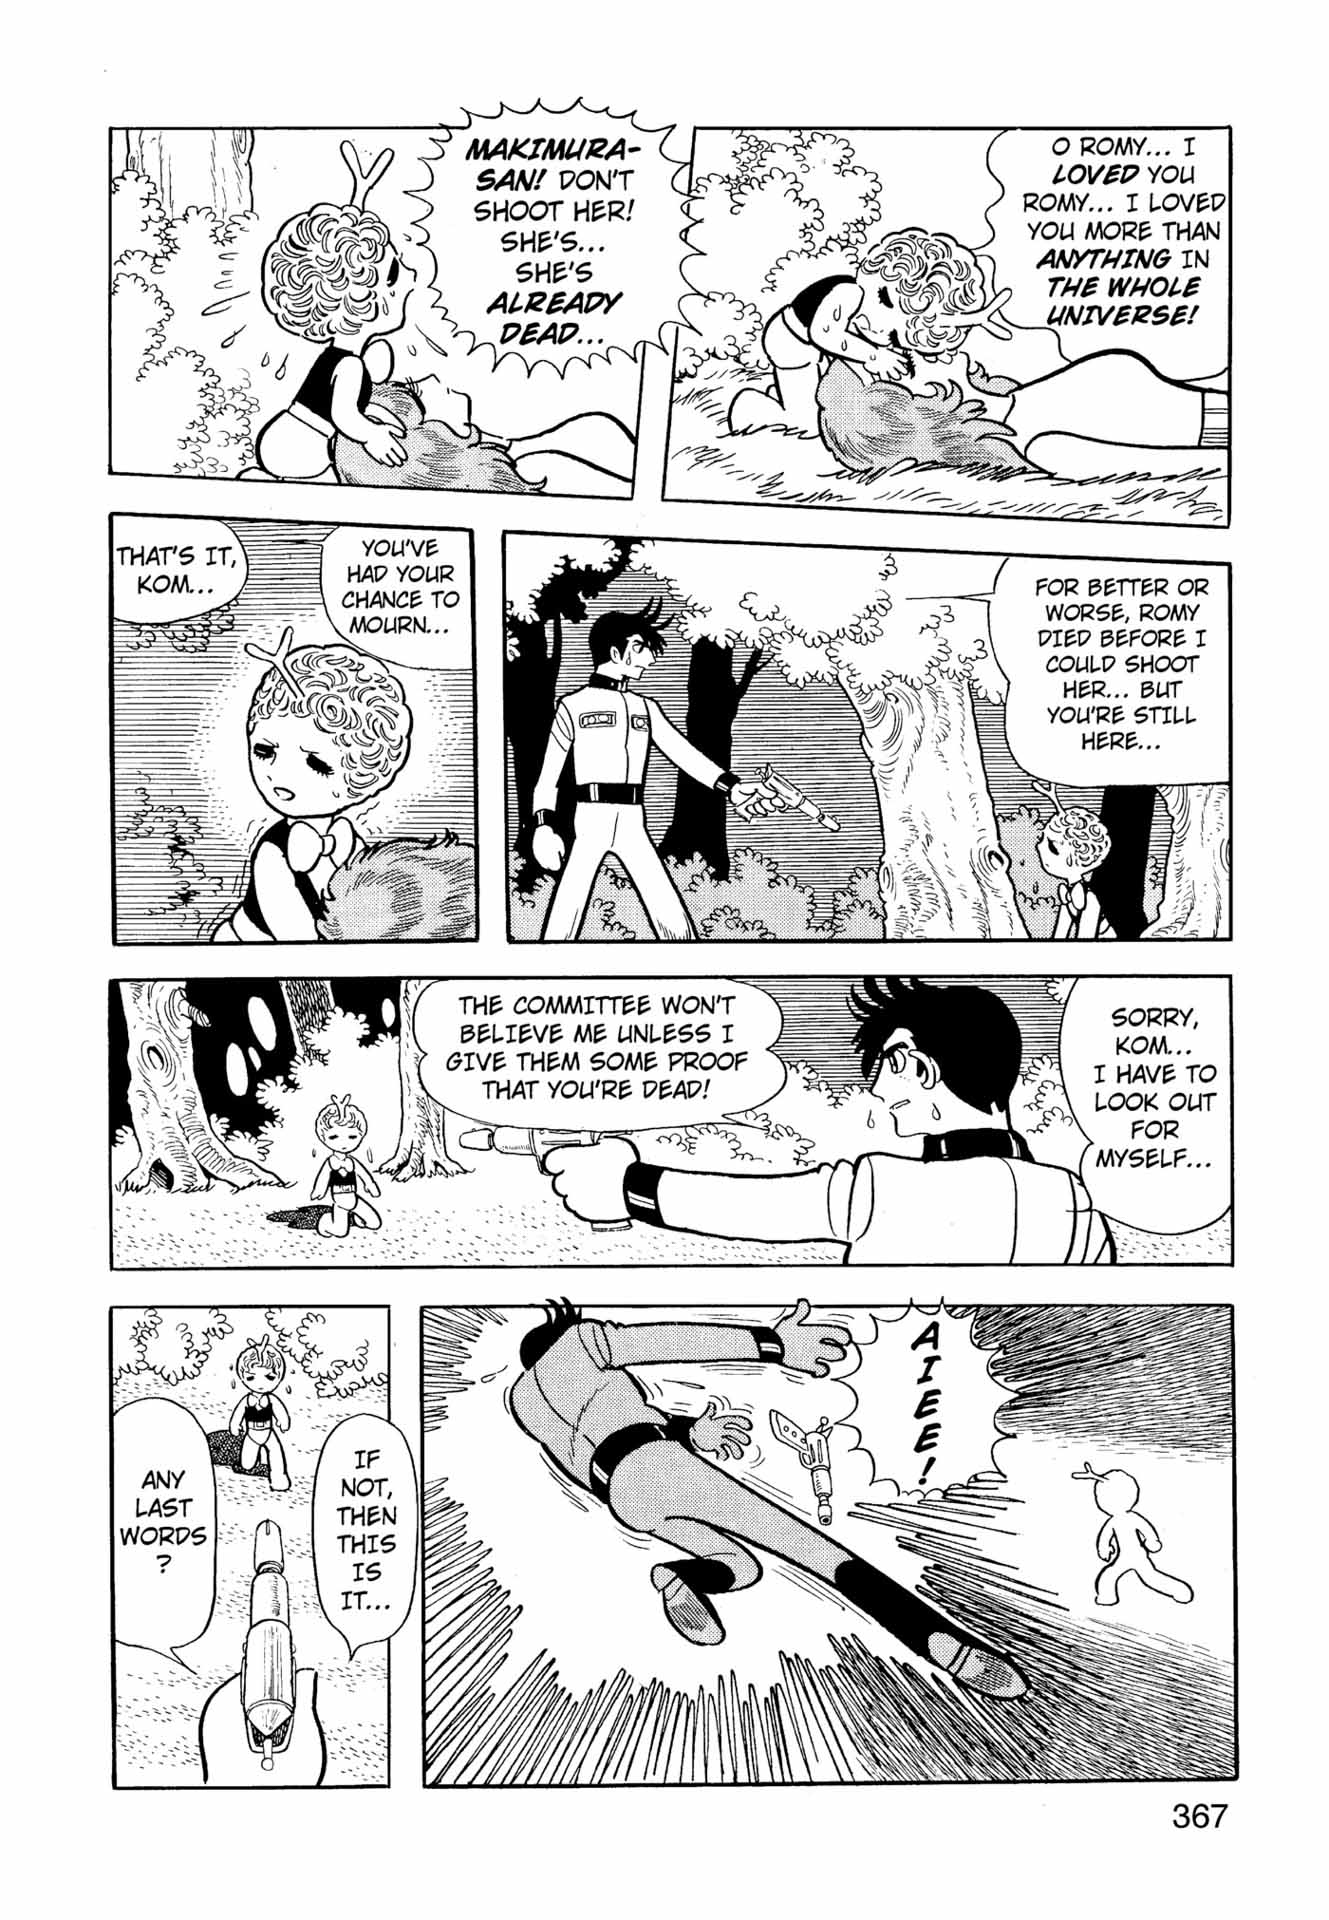 MAKIMURA-
SAN! DON'T
SHOOT HER!
SHE'S...
SHE'S
ALREADY
DEAD...
O ROMY... I
LOVED YOU
ROMY... I LOVED
YOU MORE THAN
ANYTHING IN
THE WHOLE
UNIVERSE!
THAT'S IT,
KOM...
YOU'VE
HAD YOUR
CHANCE TO
MOURN...
FOR BETTER OR
WORSE, ROMY
DIED BEFORE I
COULD SHOOT
HER... BUT
YOU'RE STILL
HERE...
THE COMMITTEE WON'T
BELIEVE ME UNLESS I
GIVE THEM SOME PROOF
THAT YOU'RE DEAD!
SORRY,
KOM...
I HAVE TO
LOOK OUT
FOR
MYSELF...
ANY
LAST
WORDS
?
IF
NOT,
THEN
THIS
IS
IT...
AIEE!
367